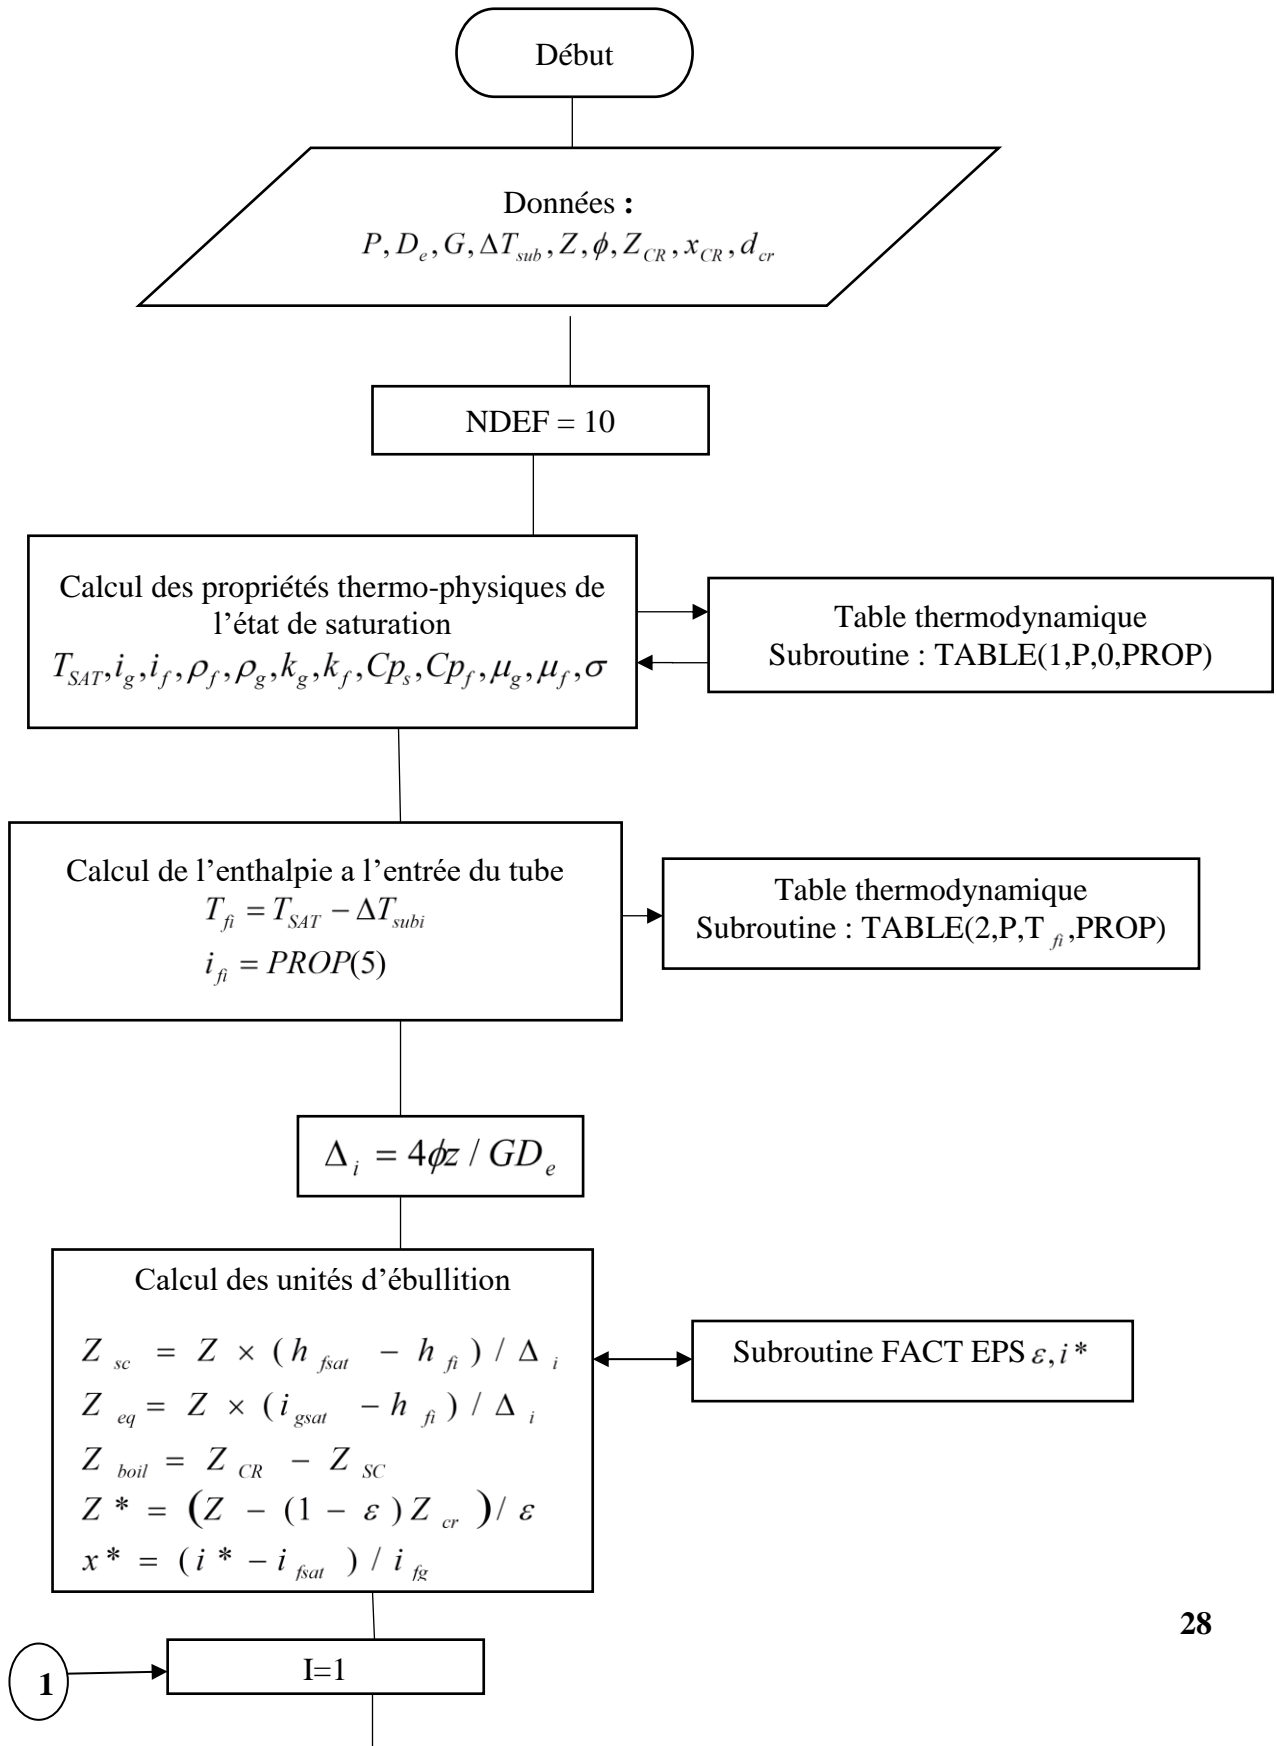 Début
Données :
P, D_e, G, ΔT_sub, Z, ϕ, Z_CR, x_CR, d_cr
NDEF = 10
Calcul des propriétés thermo-physiques de
l’état de saturation
T_SAT, i_g, i_f, ρ_f, ρ_g, k_g, k_f, Cp_s, Cp_f, μ_g, μ_f, σ
Table thermodynamique
Subroutine : TABLE(1,P,0,PROP)
Calcul de l’enthalpie a l’entrée du tube
T_fi = T_SAT − ΔT_subi
i_fi = PROP(5)
Table thermodynamique
Subroutine : TABLE(2,P,T_fi,PROP)
Δ_i = 4ϕz / GD_e
Calcul des unités d’ébullition
Z_sc = Z × (h_fsat − h_fi) / Δ_i
Z_eq = Z × (i_gsat − h_fi) / Δ_i
Z_boil = Z_CR − Z_SC
Z* = (Z − (1 − ε)Z_cr) / ε
x* = (i* − i_fsat) / i_fg
Subroutine FACT EPS ε, i*
28
1
I=1